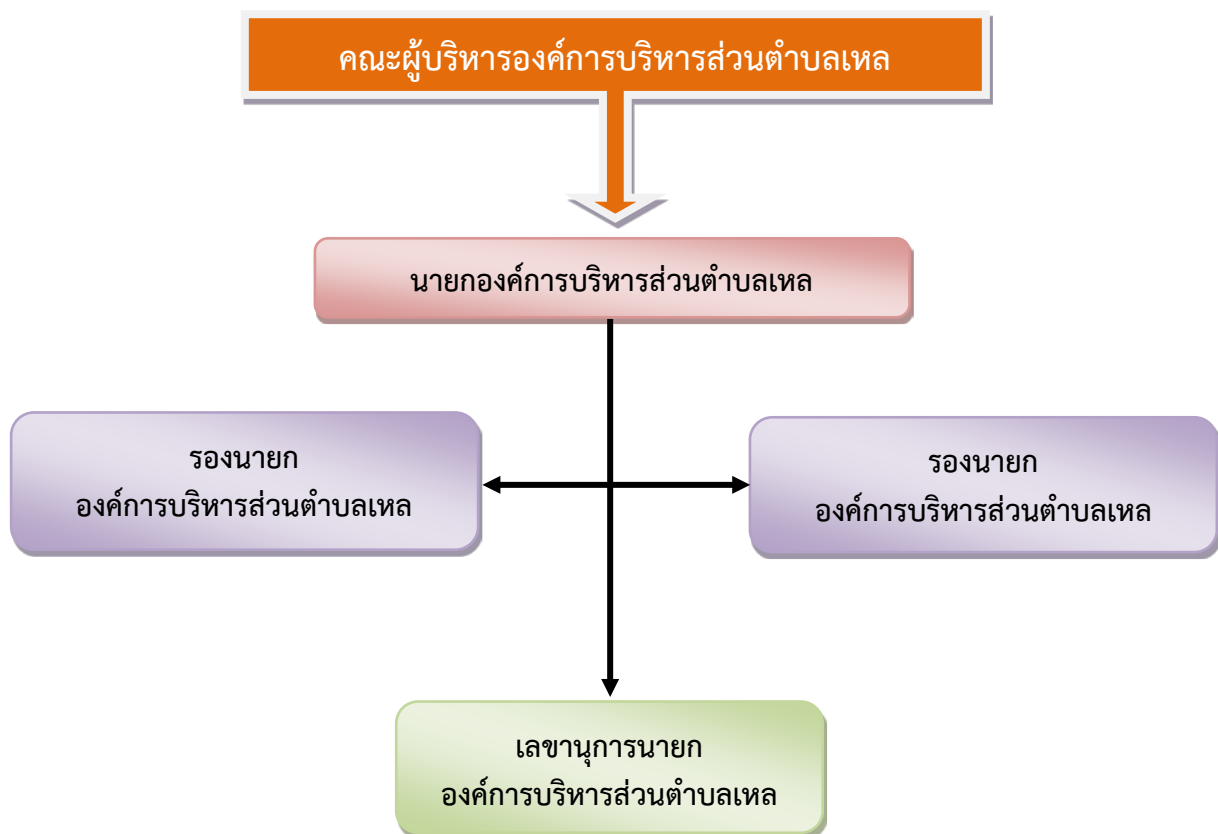 คณะผู้บริหารองค์การบริหารส่วนตำบลเหล
นายกองค์การบริหารส่วนตำบลเหล
รองนายก
องค์การบริหารส่วนตำบลเหล
รองนายก
องค์การบริหารส่วนตำบลเหล
เลขานุการนายก
องค์การบริหารส่วนตำบลเหล